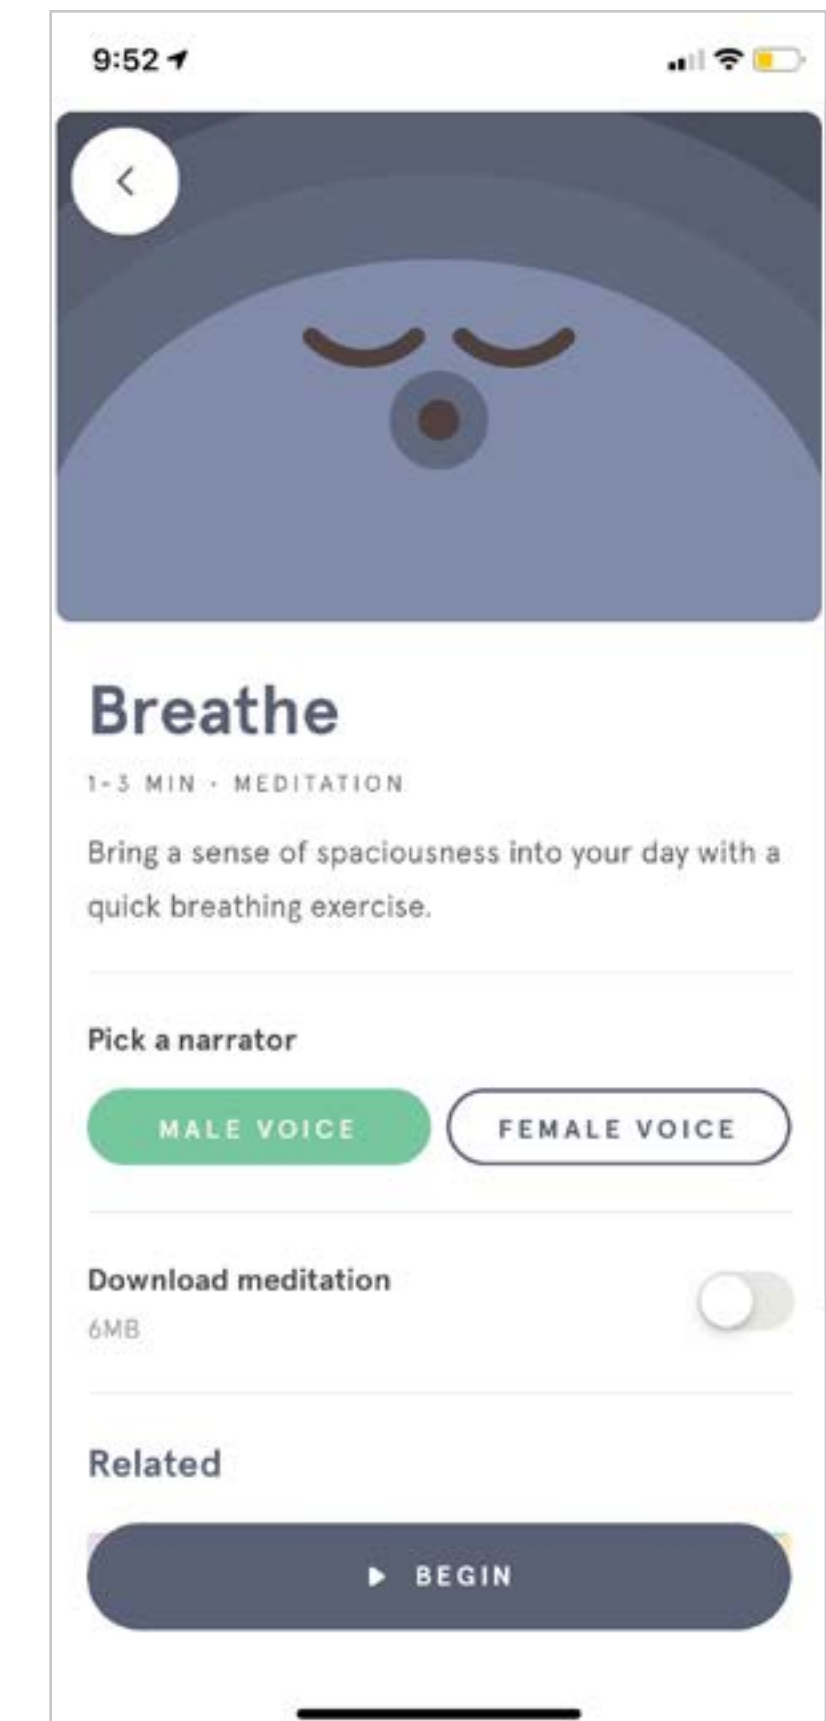 9:52
Breathe
1-3 MIN · MEDITATION
Bring a sense of spaciousness into your day with a
quick breathing exercise.
Pick a narrator
MALE VOICE
FEMALE VOICE
Download meditation
6MB
Related
BEGIN